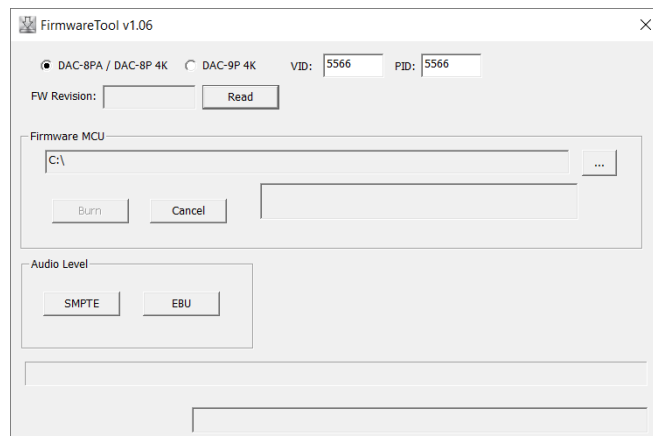 FirmwareTool v1.06
DAC-8PA / DAC-8P 4K DAC-9P 4K VID: 5566 PID: 5566
FW Revision: Read
Firmware MCU
C:\ ...
Burn Cancel
Audio Level
SMPTE EBU